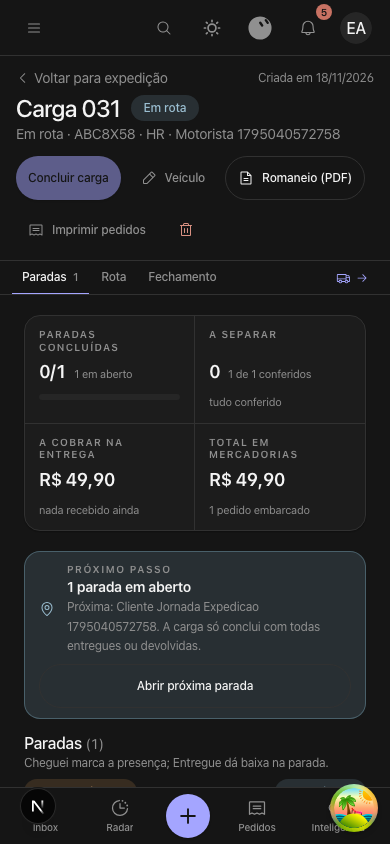 5
EA
Voltar para expedição
Criada em 18/11/2026
Carga 031
Em rota
Em rota · ABC8X58 · HR · Motorista 1795040572758
Concluir carga
Veículo
Romaneio (PDF)
Imprimir pedidos
Paradas 1
Rota
Fechamento
PARADAS
CONCLUÍDAS
0/1 1 em aberto
A SEPARAR
0 1 de 1 conferidos
tudo conferido
A COBRAR NA
ENTREGA
R$ 49,90
nada recebido ainda
TOTAL EM
MERCADORIAS
R$ 49,90
1 pedido embarcado
PRÓXIMO PASSO
1 parada em aberto
Próxima: Cliente Jornada Expedicao
1795040572758. A carga só conclui com todas
entregues ou devolvidas.
Abrir próxima parada
Paradas (1)
Cheguei marca a presença; Entregue dá baixa na parada.
N
Inbox
Radar
Pedidos